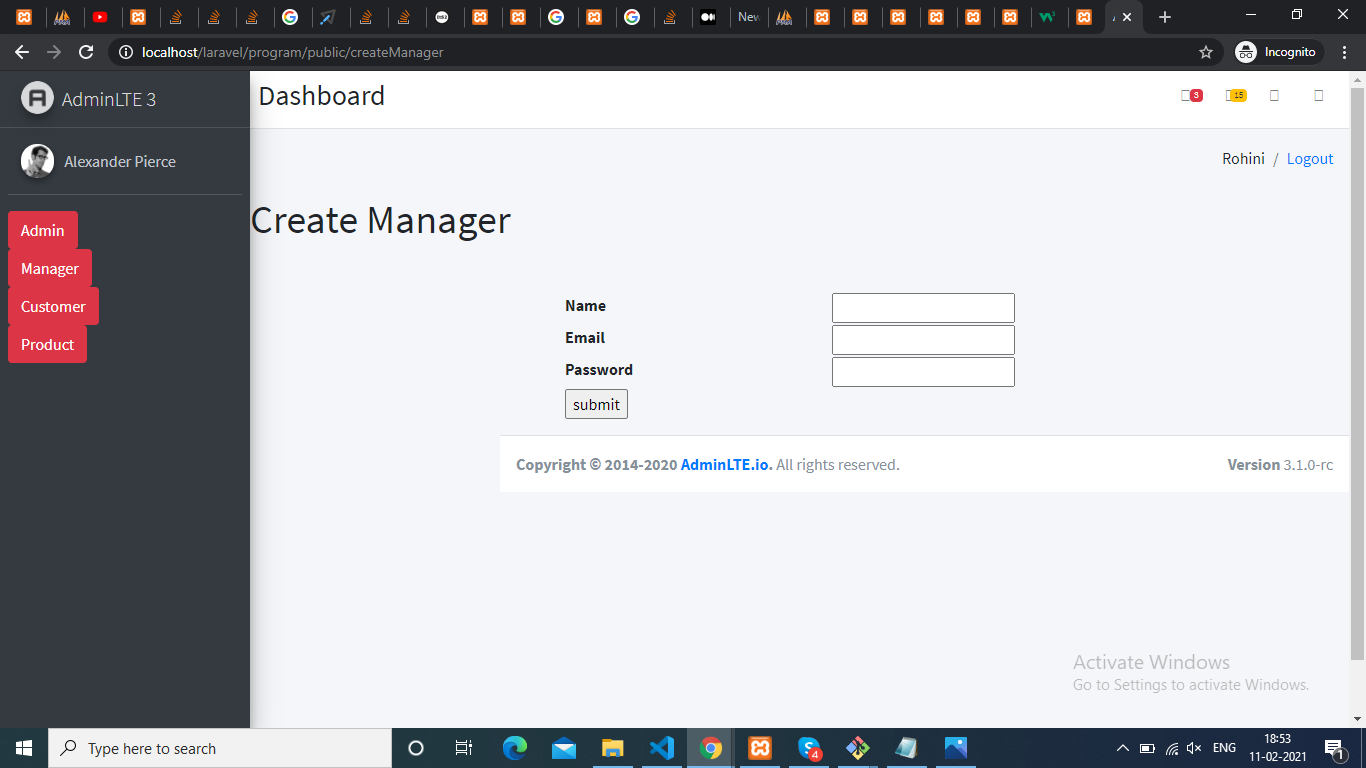 New
localhost/laravel/program/public/createManager
Incognito
AdminLTE 3
Dashboard
3
15
Alexander Pierce
Rohini / Logout
Admin
Manager
Customer
Product
Create Manager
Name
Email
Password
submit
Copyright © 2014-2020 AdminLTE.io. All rights reserved.
Version 3.1.0-rc
Activate Windows
Go to Settings to activate Windows.
Type here to search
4
ENG
18:53
11-02-2021
1